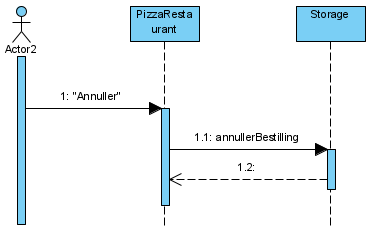 PizzaResta
urant
Storage
Actor2
1: "Annuller"
1.1: annullerBestilling
1.2: